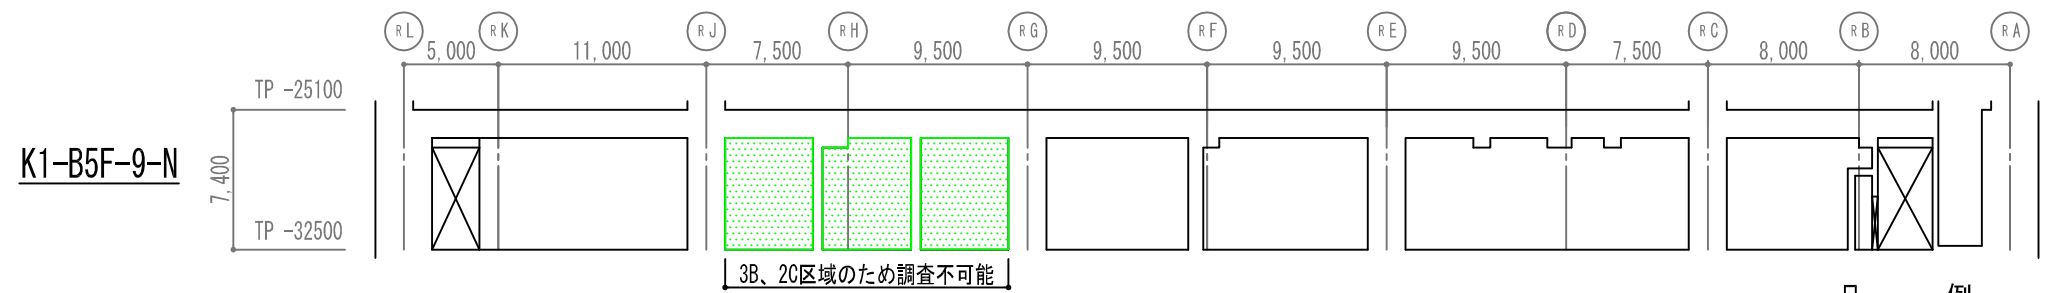 RL RK RJ RH RG RF RE RD RC RB RA
5,000 11,000 7,500 9,500 9,500 9,500 9,500 7,500 8,000 8,000
TP -25100
K1-B5F-9-N
7,400
TP -32500
3B、2C区域のため調査不可能
例